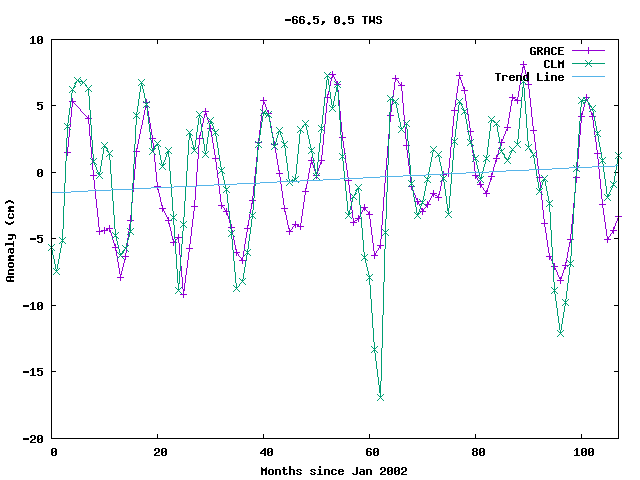 -66.5, 0.5 TWS
10
5
0
-5
-10
-15
-20
Anomaly (cm)
GRACE
CLM
Trend Line
0 20 40 60 80 100
Months since Jan 2002